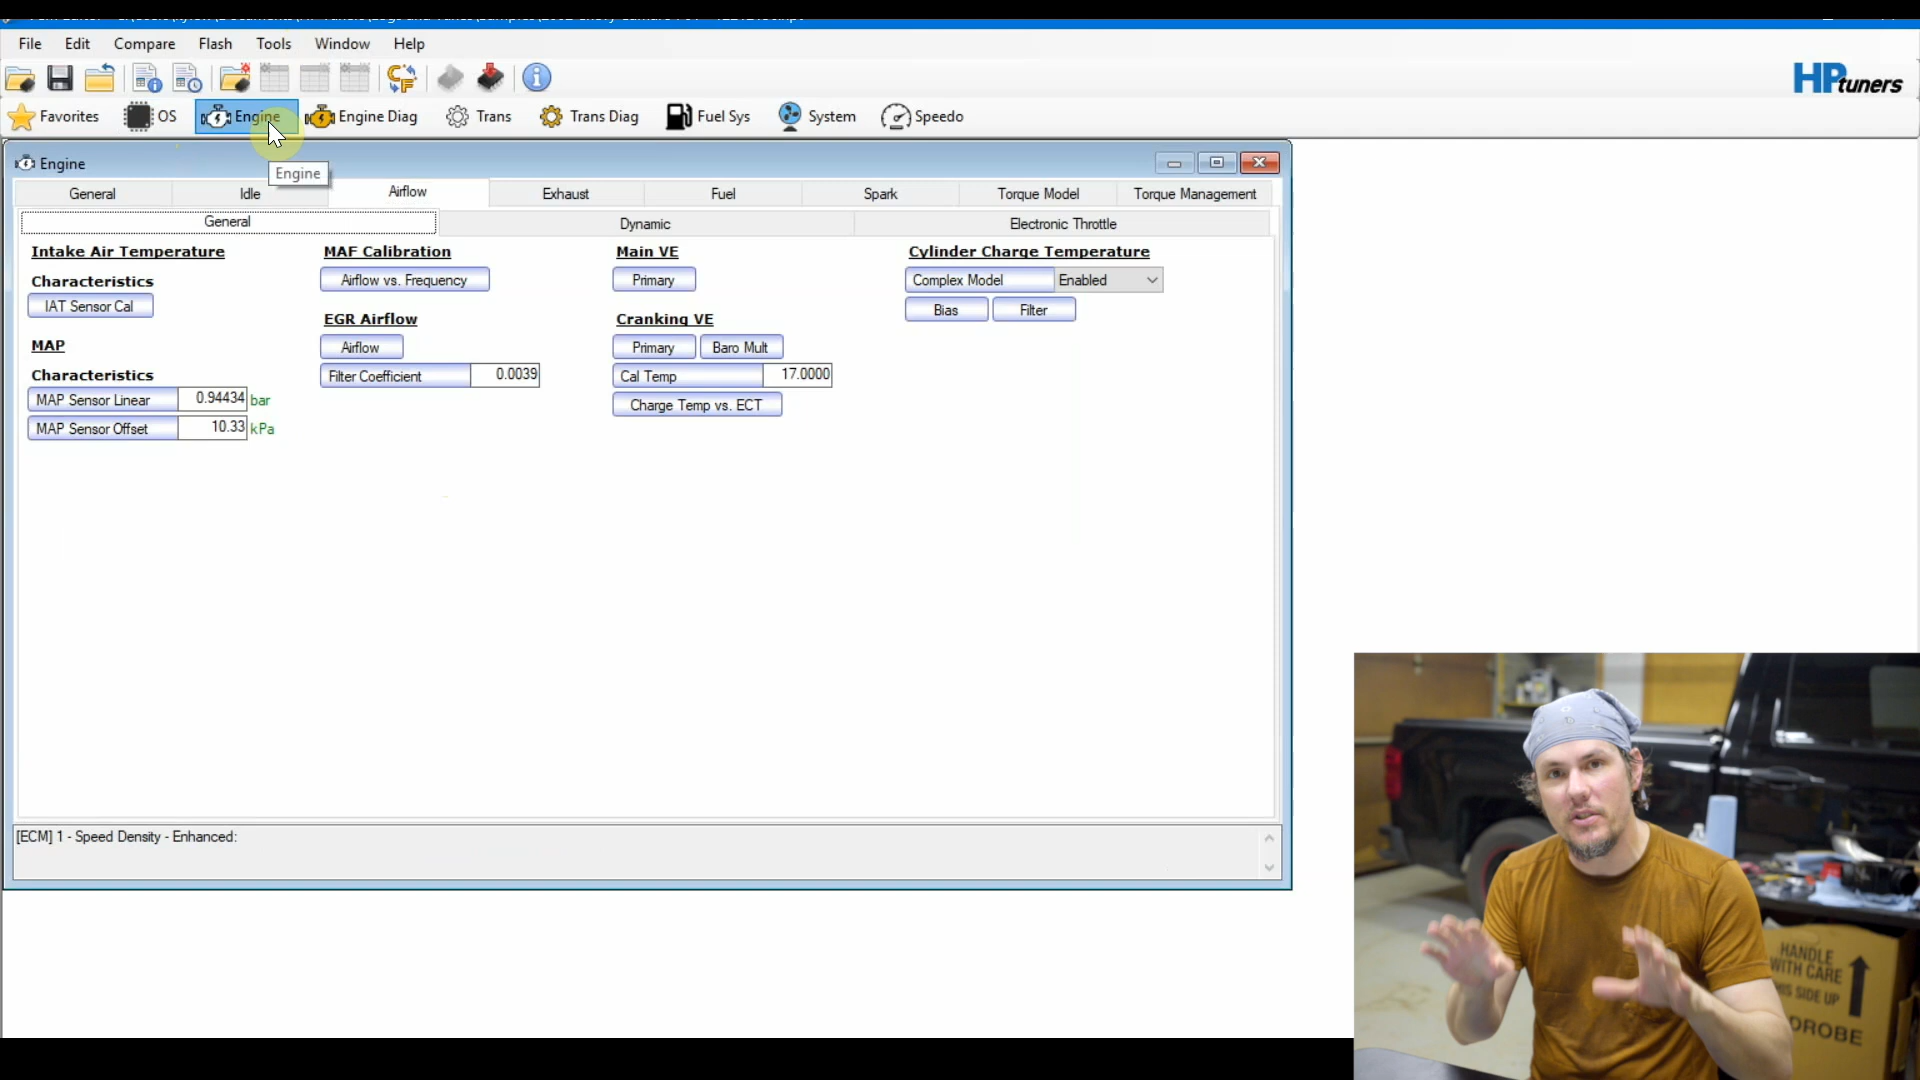 File Edit Compare Flash Tools Window Help
HPtuners
Favorites OS Engine Engine Diag Trans Trans Diag Fuel Sys System Speedo
Engine
Engine
General Idle Airflow Exhaust Fuel Spark Torque Model Torque Management
General Dynamic Electronic Throttle
Intake Air Temperature MAF Calibration Main VE Cylinder Charge Temperature
Characteristics Airflow vs. Frequency Primary Complex Model Enabled
IAT Sensor Cal Bias Filter
EGR Airflow Cranking VE
MAP Airflow Primary Baro Mult
Characteristics Filter Coefficient 0.0039 Cal Temp 17.0000
MAP Sensor Linear 0.94434 bar Charge Temp vs. ECT
MAP Sensor Offset 10.33 kPa
[ECM] 1 - Speed Density - Enhanced:
HANDLE
WITH CARE
THIS SIDE UP
DROBE